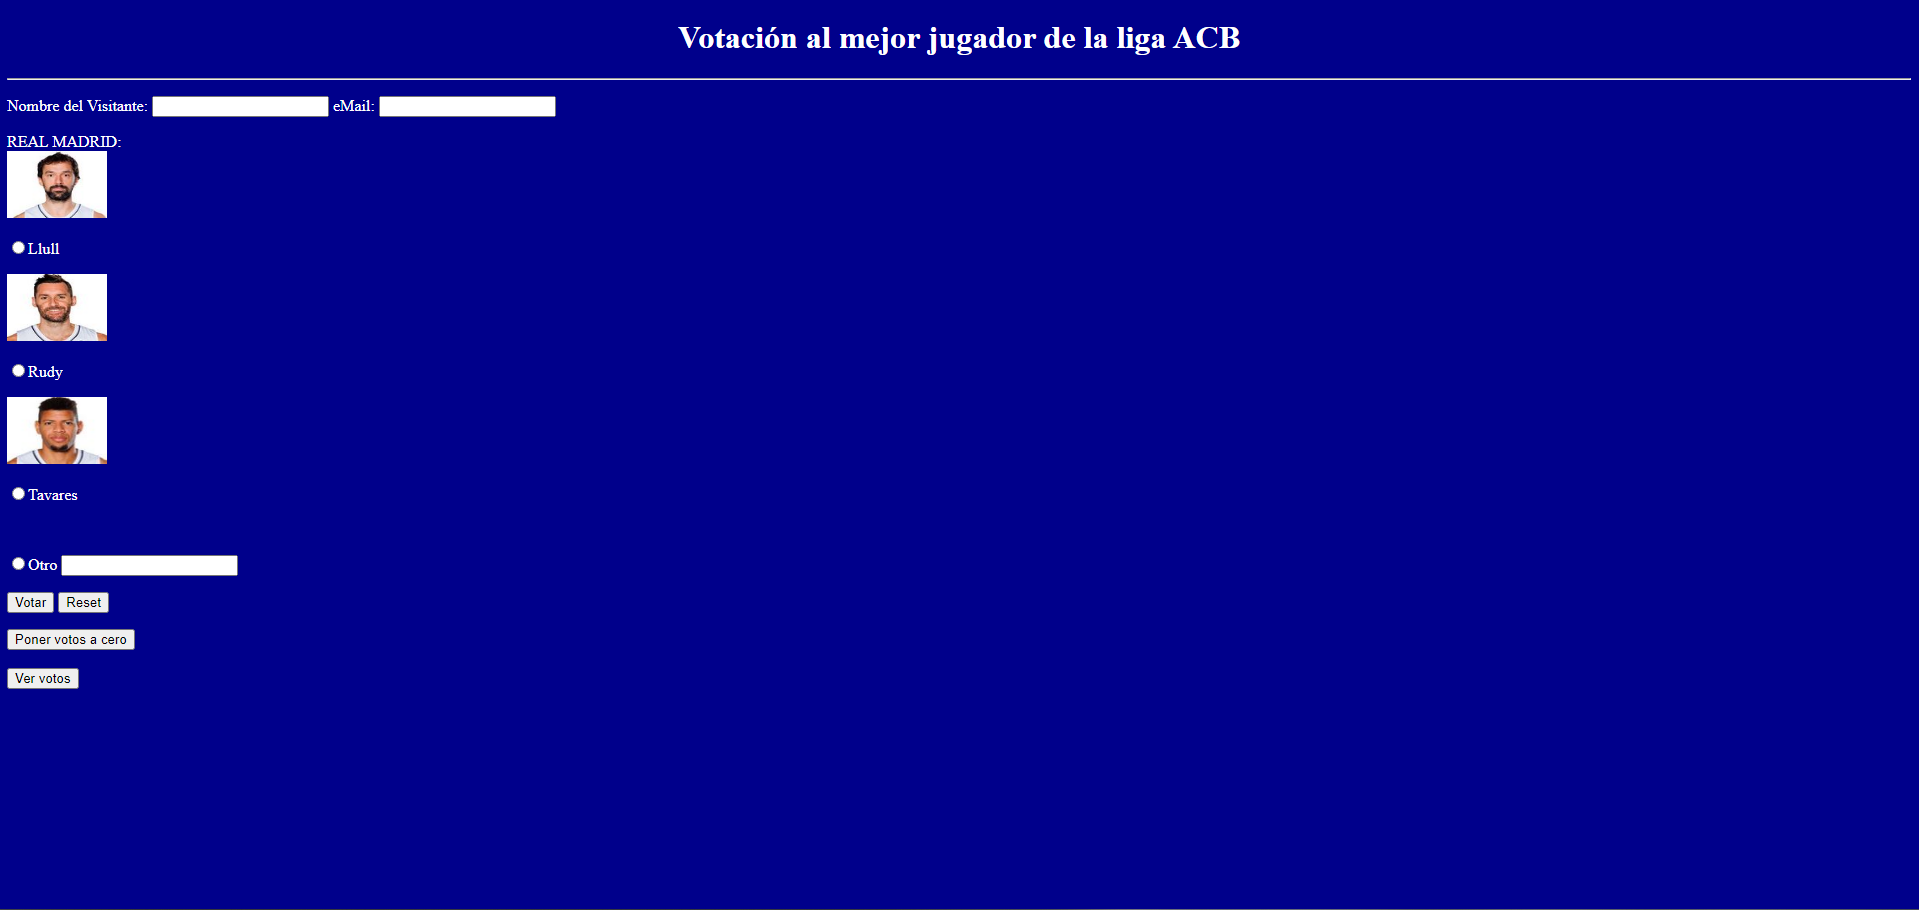 Votación al mejor jugador de la liga ACB
Nombre del Visitante: eMail:
REAL MADRID:
Llull
Rudy
Tavares
Otro
Votar Reset
Poner votos a cero
Ver votos